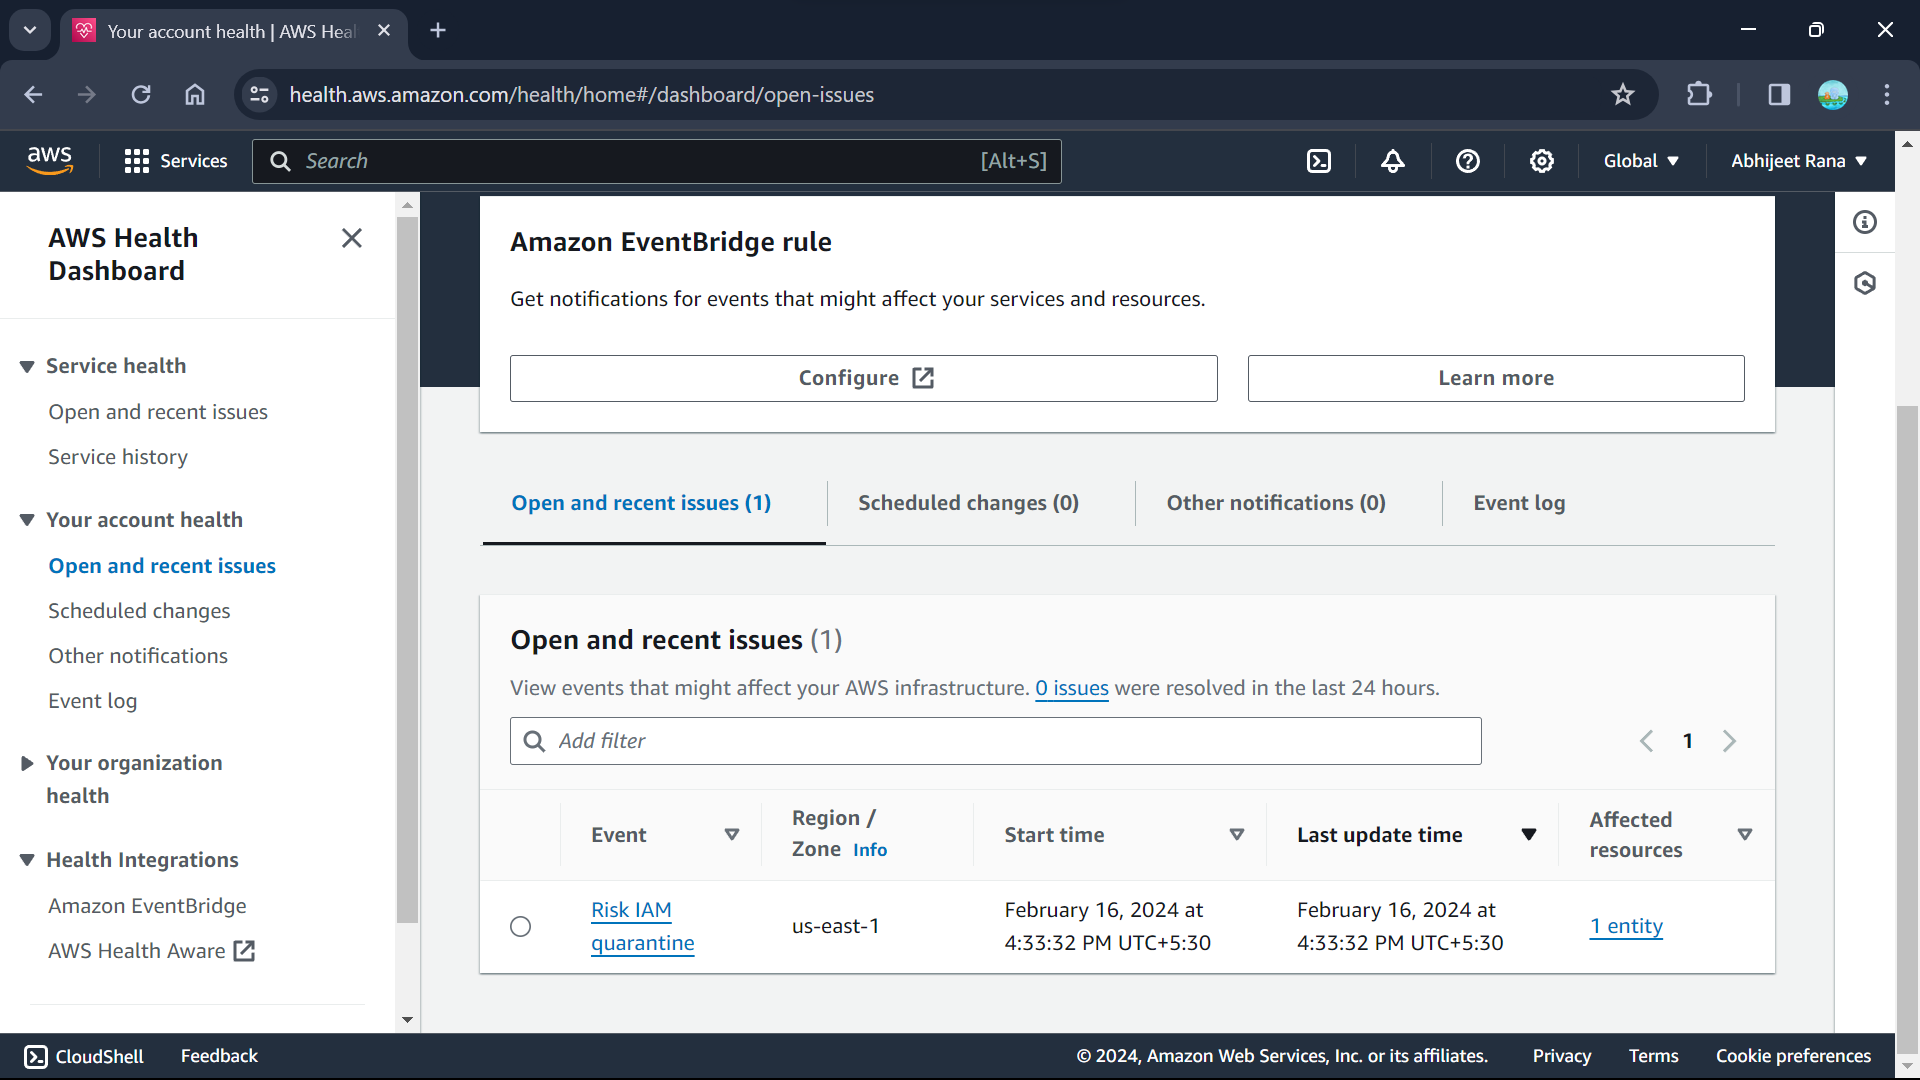 Your account health | AWS Heal
health.aws.amazon.com/health/home#/dashboard/open-issues
aws
Services
Search
[Alt+S]
Global
Abhijeet Rana
AWS Health
Dashboard
Service health
Open and recent issues
Service history
Your account health
Open and recent issues
Scheduled changes
Other notifications
Event log
Your organization
health
Health Integrations
Amazon EventBridge
AWS Health Aware
Amazon EventBridge rule
Get notifications for events that might affect your services and resources.
Configure
Learn more
Open and recent issues (1)
Scheduled changes (0)
Other notifications (0)
Event log
Open and recent issues (1)
View events that might affect your AWS infrastructure. 0 issues were resolved in the last 24 hours.
Add filter
1
Event
Region /
Zone Info
Start time
Last update time
Affected
resources
Risk IAM
quarantine
us-east-1
February 16, 2024 at
4:33:32 PM UTC+5:30
February 16, 2024 at
4:33:32 PM UTC+5:30
1 entity
CloudShell
Feedback
© 2024, Amazon Web Services, Inc. or its affiliates.
Privacy
Terms
Cookie preferences